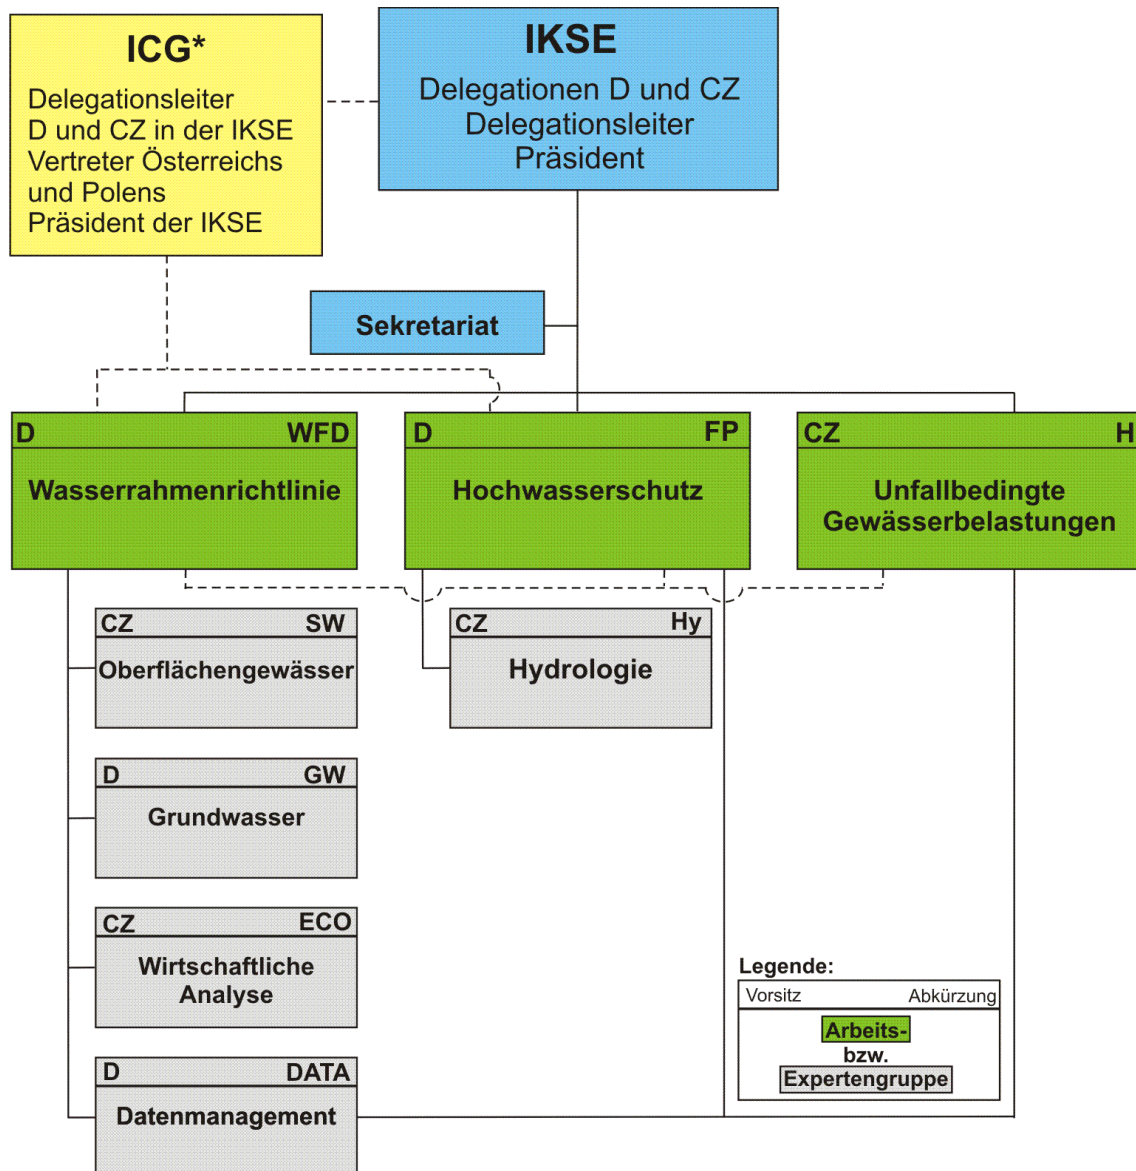 ICG*
Delegationsleiter
D und CZ in der IKSE
Vertreter Österreichs
und Polens
Präsident der IKSE
IKSE
Delegationen D und CZ
Delegationsleiter
Präsident
Sekretariat
D WFD
Wasserrahmenrichtlinie
D FP
Hochwasserschutz
CZ H
Unfallbedingte
Gewässerbelastungen
CZ SW
Oberflächengewässer
CZ Hy
Hydrologie
D GW
Grundwasser
CZ ECO
Wirtschaftliche
Analyse
D DATA
Datenmanagement
Legende:
Vorsitz Abkürzung
Arbeits-
bzw.
Expertengruppe